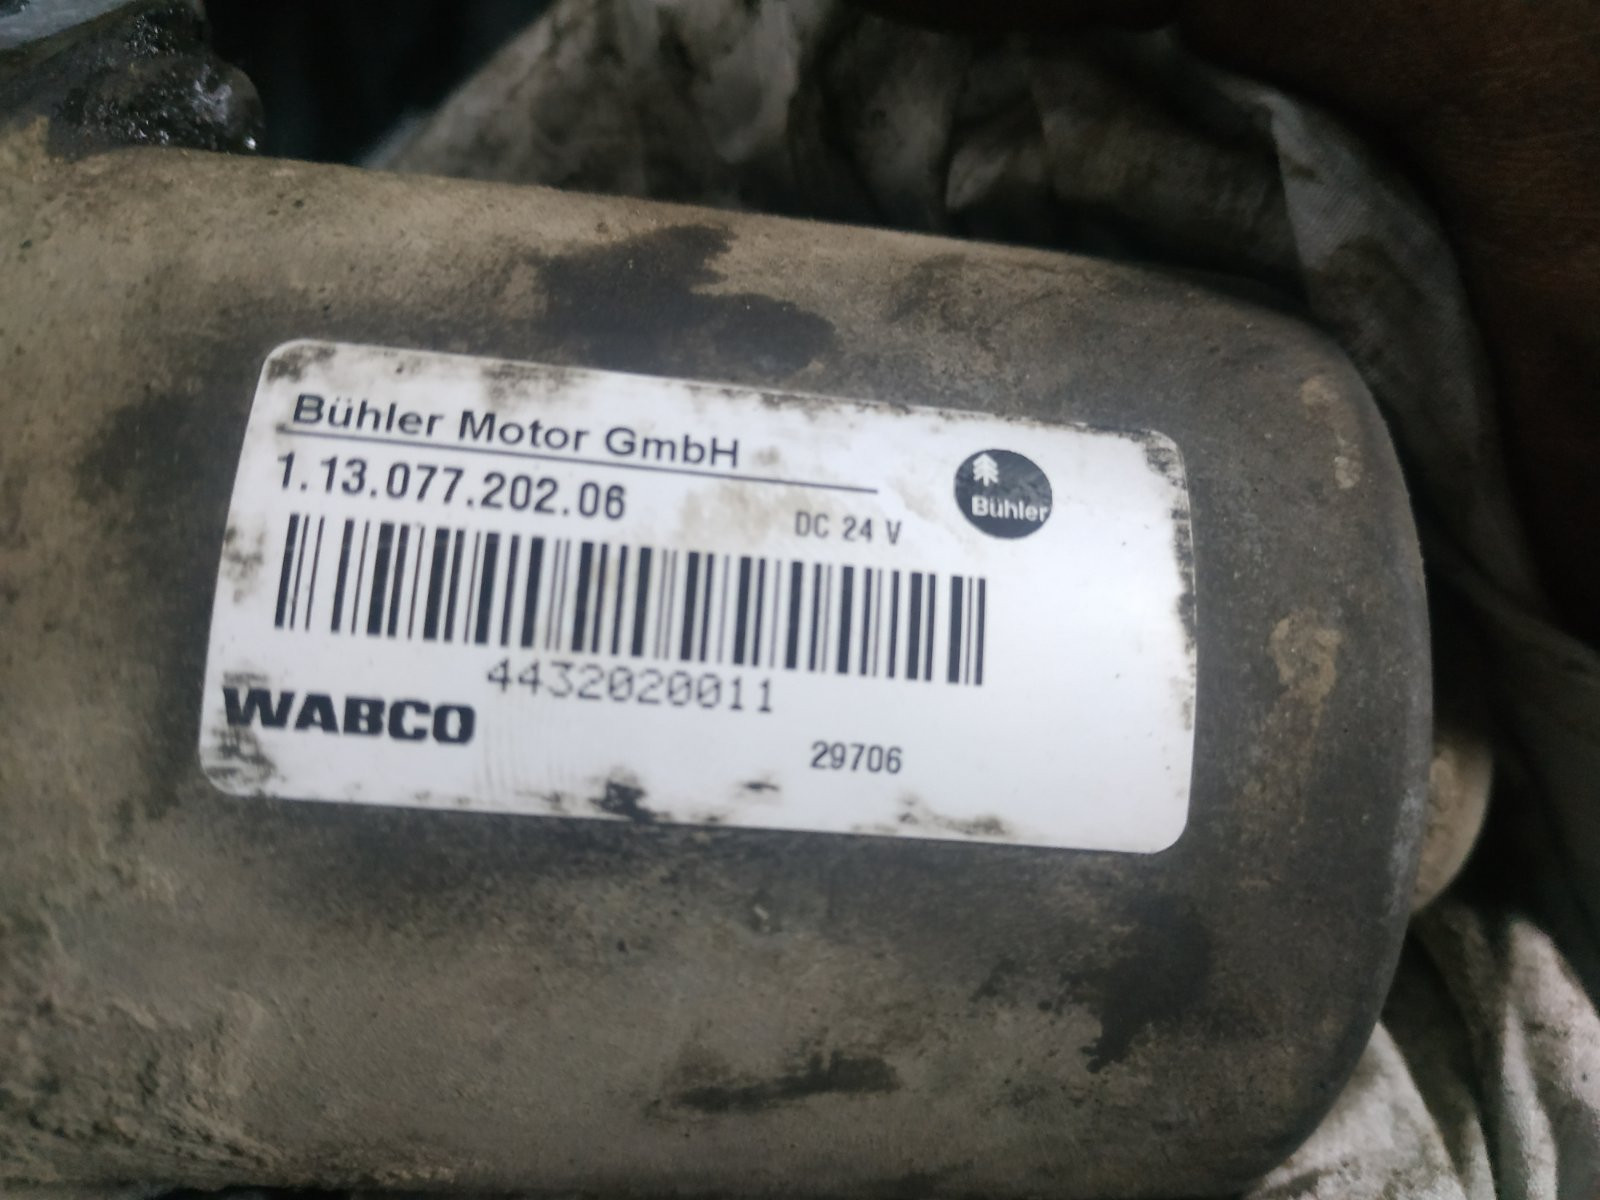 Bühler Motor GmbH
1.13.077.202.06
DC 24 V
Bühler
4432020011
WABCO
29706